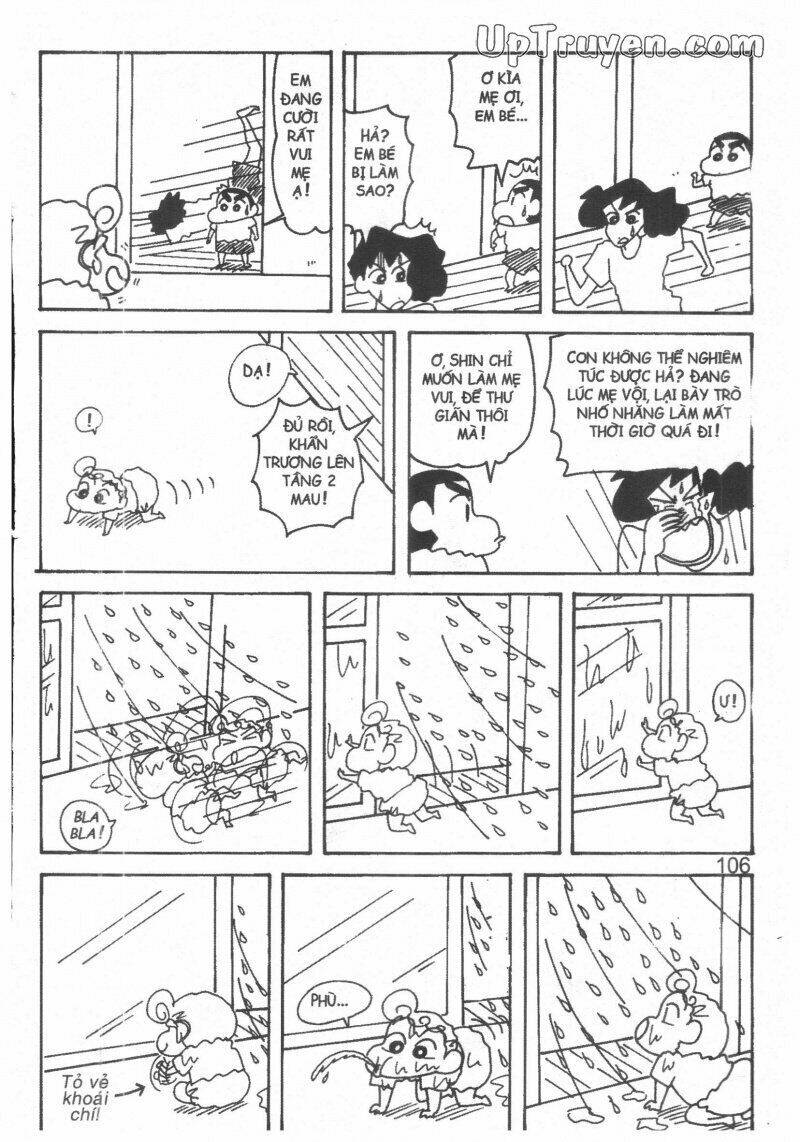 UpTruyen.com
Ơ KÌA
MẸ ƠI,
EM BÉ...
HẢ?
EM BÉ
BỊ LÀM
SAO?
EM
ĐANG
CƯỜI
RẤT
VUI
MẸ
Ạ!
CON KHÔNG THỂ NGHIÊM
TÚC ĐƯỢC HẢ? ĐANG
LÚC MẸ VỘI, LẠI BÀY TRÒ
NHỐ NHĂNG LÀM MẤT
THỜI GIỜ QUÁ ĐI!
Ơ, SHIN CHỈ
MUỐN LÀM MẸ
VUI, ĐỂ THƯ
GIÃN THÔI
MÀ!
ĐỦ RỒI,
KHẨN
TRƯƠNG LÊN
TẦNG 2
MAU!
DẠ!
!
Ư!
BLA
BLA!
106
PHÙ...
Tỏ vẻ
khoái
chí!